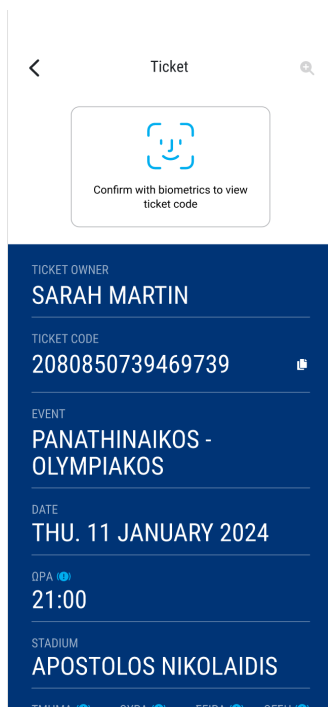 Ticket
Confirm with biometrics to view
ticket code
TICKET OWNER
SARAH MARTIN
TICKET CODE
2080850739469739
EVENT
PANATHINAIKOS -
OLYMPIAKOS
DATE
THU. 11 JANUARY 2024
ΩΡΑ
21:00
STADIUM
APOSTOLOS NIKOLAIDIS